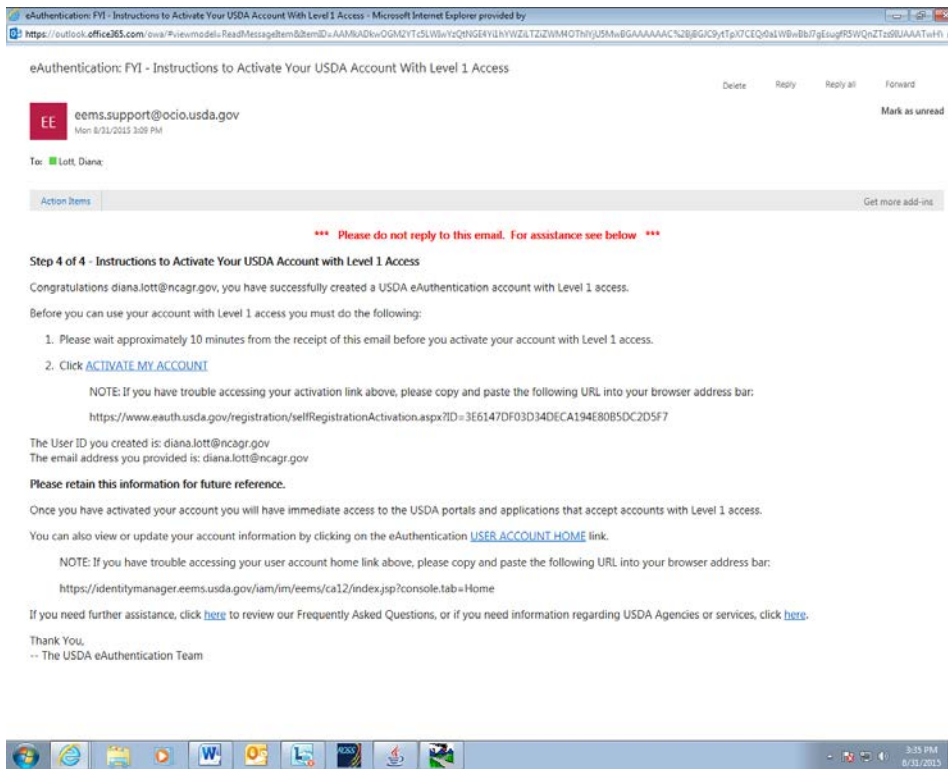 eAuthentication: FYI - Instructions to Activate Your USDA Account With Level 1 Access - Microsoft Internet Explorer provided by
https://outlook.office365.com/owa/#viewmodel=ReadMessageItem&ItemID=
eAuthentication: FYI - Instructions to Activate Your USDA Account With Level 1 Access
Delete Reply Reply all Forward
EE
eems.support@ocio.usda.gov
Mark as unread
Mon 8/31/2015 3:09 PM
To: Lott, Diana;
Action Items
Get more add-ins
*** Please do not reply to this email. For assistance see below ***
Step 4 of 4 - Instructions to Activate Your USDA Account with Level 1 Access
Congratulations diana.lott@ncagr.gov, you have successfully created a USDA eAuthentication account with Level 1 access.
Before you can use your account with Level 1 access you must do the following:
1. Please wait approximately 10 minutes from the receipt of this email before you activate your account with Level 1 access.
2. Click ACTIVATE MY ACCOUNT
NOTE: If you have trouble accessing your activation link above, please copy and paste the following URL into your browser address bar:
https://www.eauth.usda.gov/registration/selfRegistrationActivation.aspx?ID=3E6147DF03D34DECA194E80B5DC2D5F7
The User ID you created is: diana.lott@ncagr.gov
The email address you provided is: diana.lott@ncagr.gov
Please retain this information for future reference.
Once you have activated your account you will have immediate access to the USDA portals and applications that accept accounts with Level 1 access.
You can also view or update your account information by clicking on the eAuthentication USER ACCOUNT HOME link.
NOTE: If you have trouble accessing your user account home link above, please copy and paste the following URL into your browser address bar:
https://identitymanager.eems.usda.gov/iam/im/eems/ca12/index.jsp?console.tab=Home
If you need further assistance, click here to review our Frequently Asked Questions, or if you need information regarding USDA Agencies or services, click here.
Thank You,
-- The USDA eAuthentication Team
ROSS
3:35 PM
8/31/2015